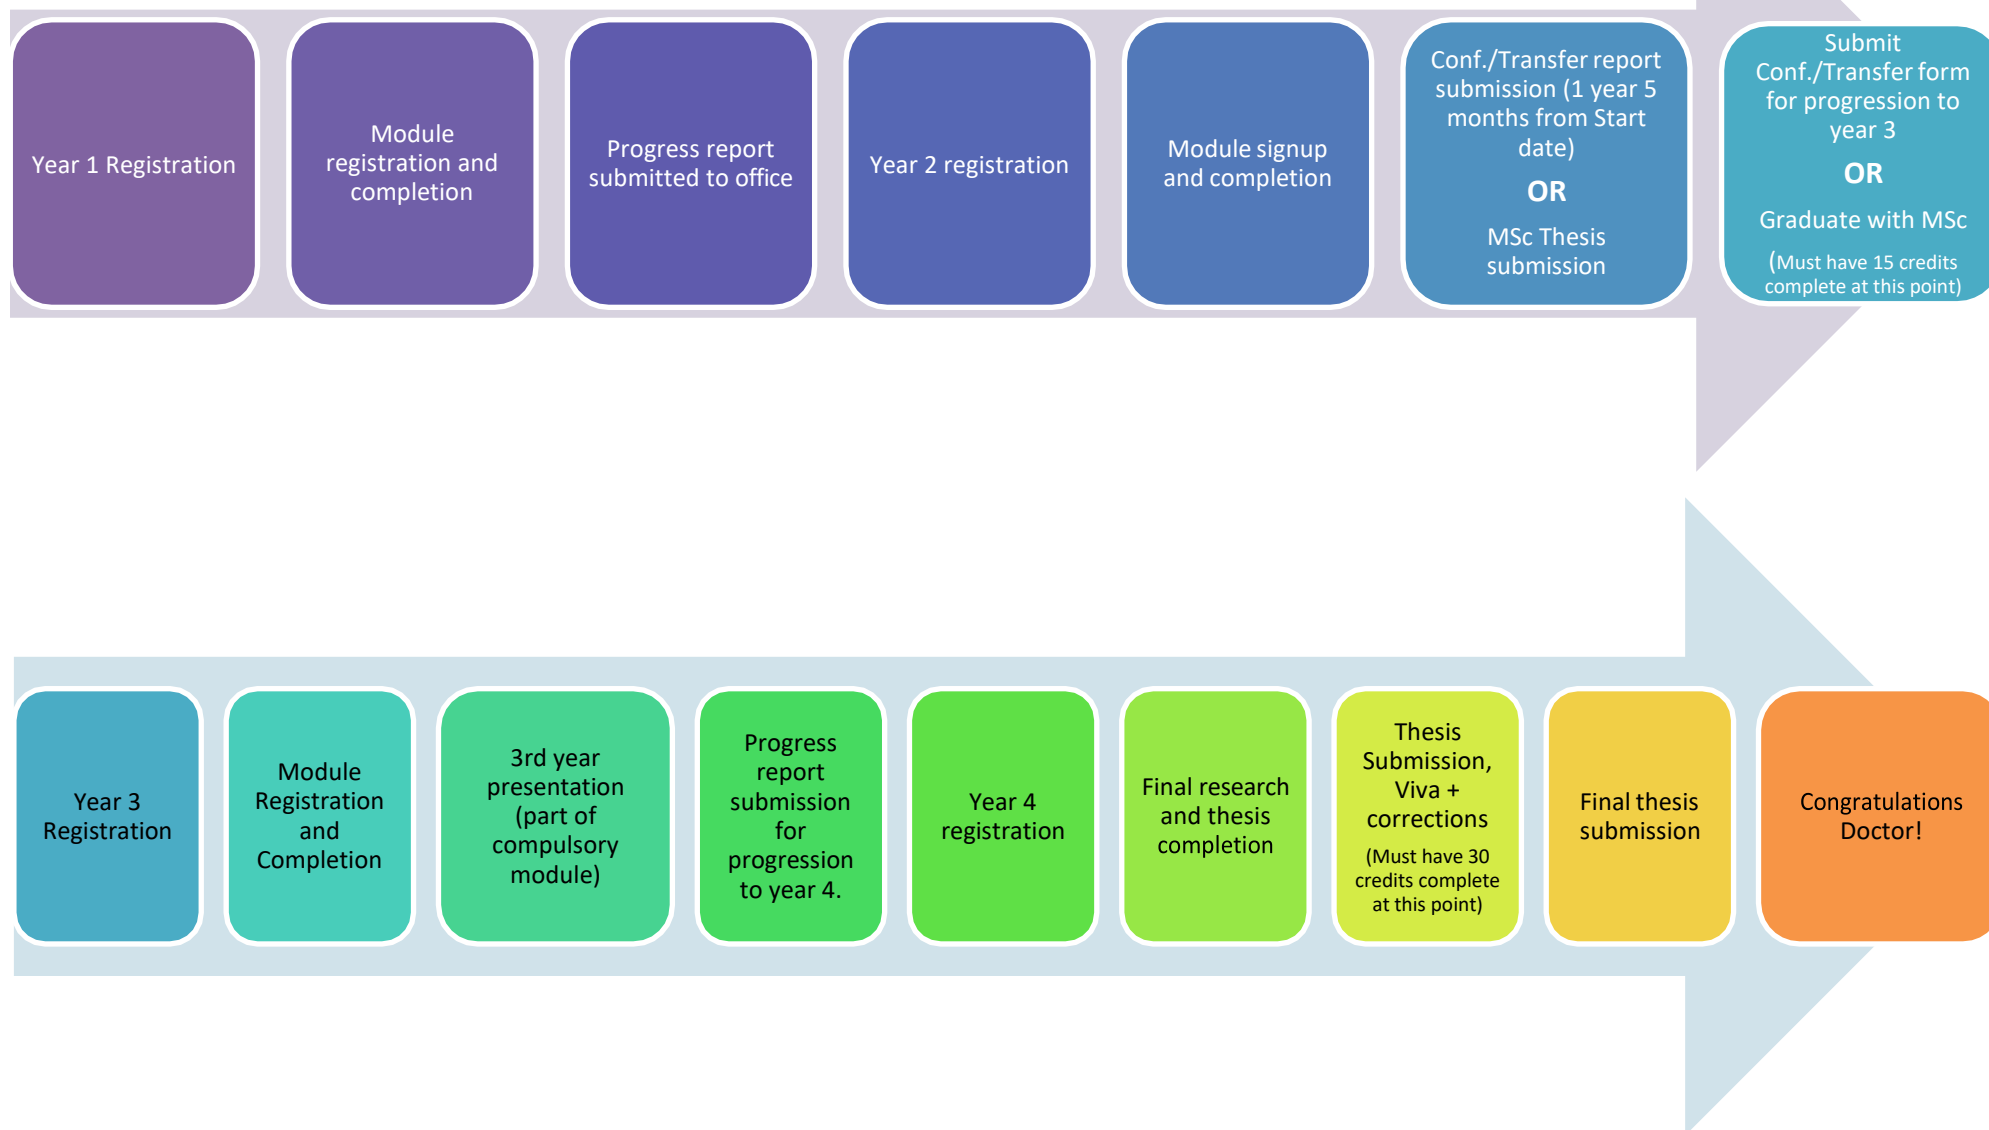 Year 1 Registration
Module
registration and
completion
Progress report
submitted to office
Year 2 registration
Module signup
and completion
Conf./Transfer report
submission (1 year 5
months from Start
date)
OR
MSc Thesis
submission
Submit
Conf./Transfer form
for progression to
year 3
OR
Graduate with MSc
(Must have 15 credits
complete at this point)
Year 3
Registration
Module
Registration
and
Completion
3rd year
presentation
(part of
compulsory
module)
Progress
report
submission
for
progression
to year 4.
Year 4
registration
Final research
and thesis
completion
Thesis
Submission,
Viva +
corrections
(Must have 30
credits complete
at this point)
Final thesis
submission
Congratulations
Doctor!